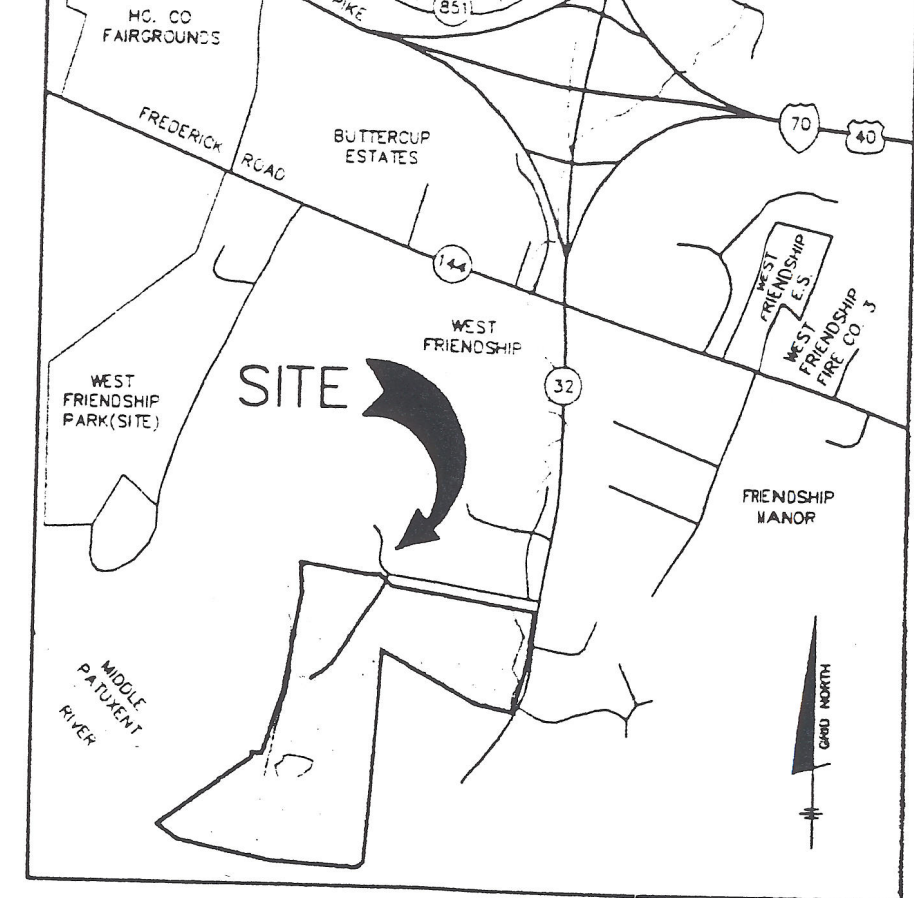 PIKE
851
HO. CO
FAIRGROUNDS
70
40
FREDERICK ROAD
BUTTERCUP
ESTATES
144
WEST
FRIENDSHIP
E.S.
WEST
FRIENDSHIP
FIRE CO. 3
WEST
FRIENDSHIP
32
SITE
WEST
FRIENDSHIP
PARK(SITE)
FRIENDSHIP
MANOR
MIDDLE
PATUXENT
RIVER
GRID NORTH